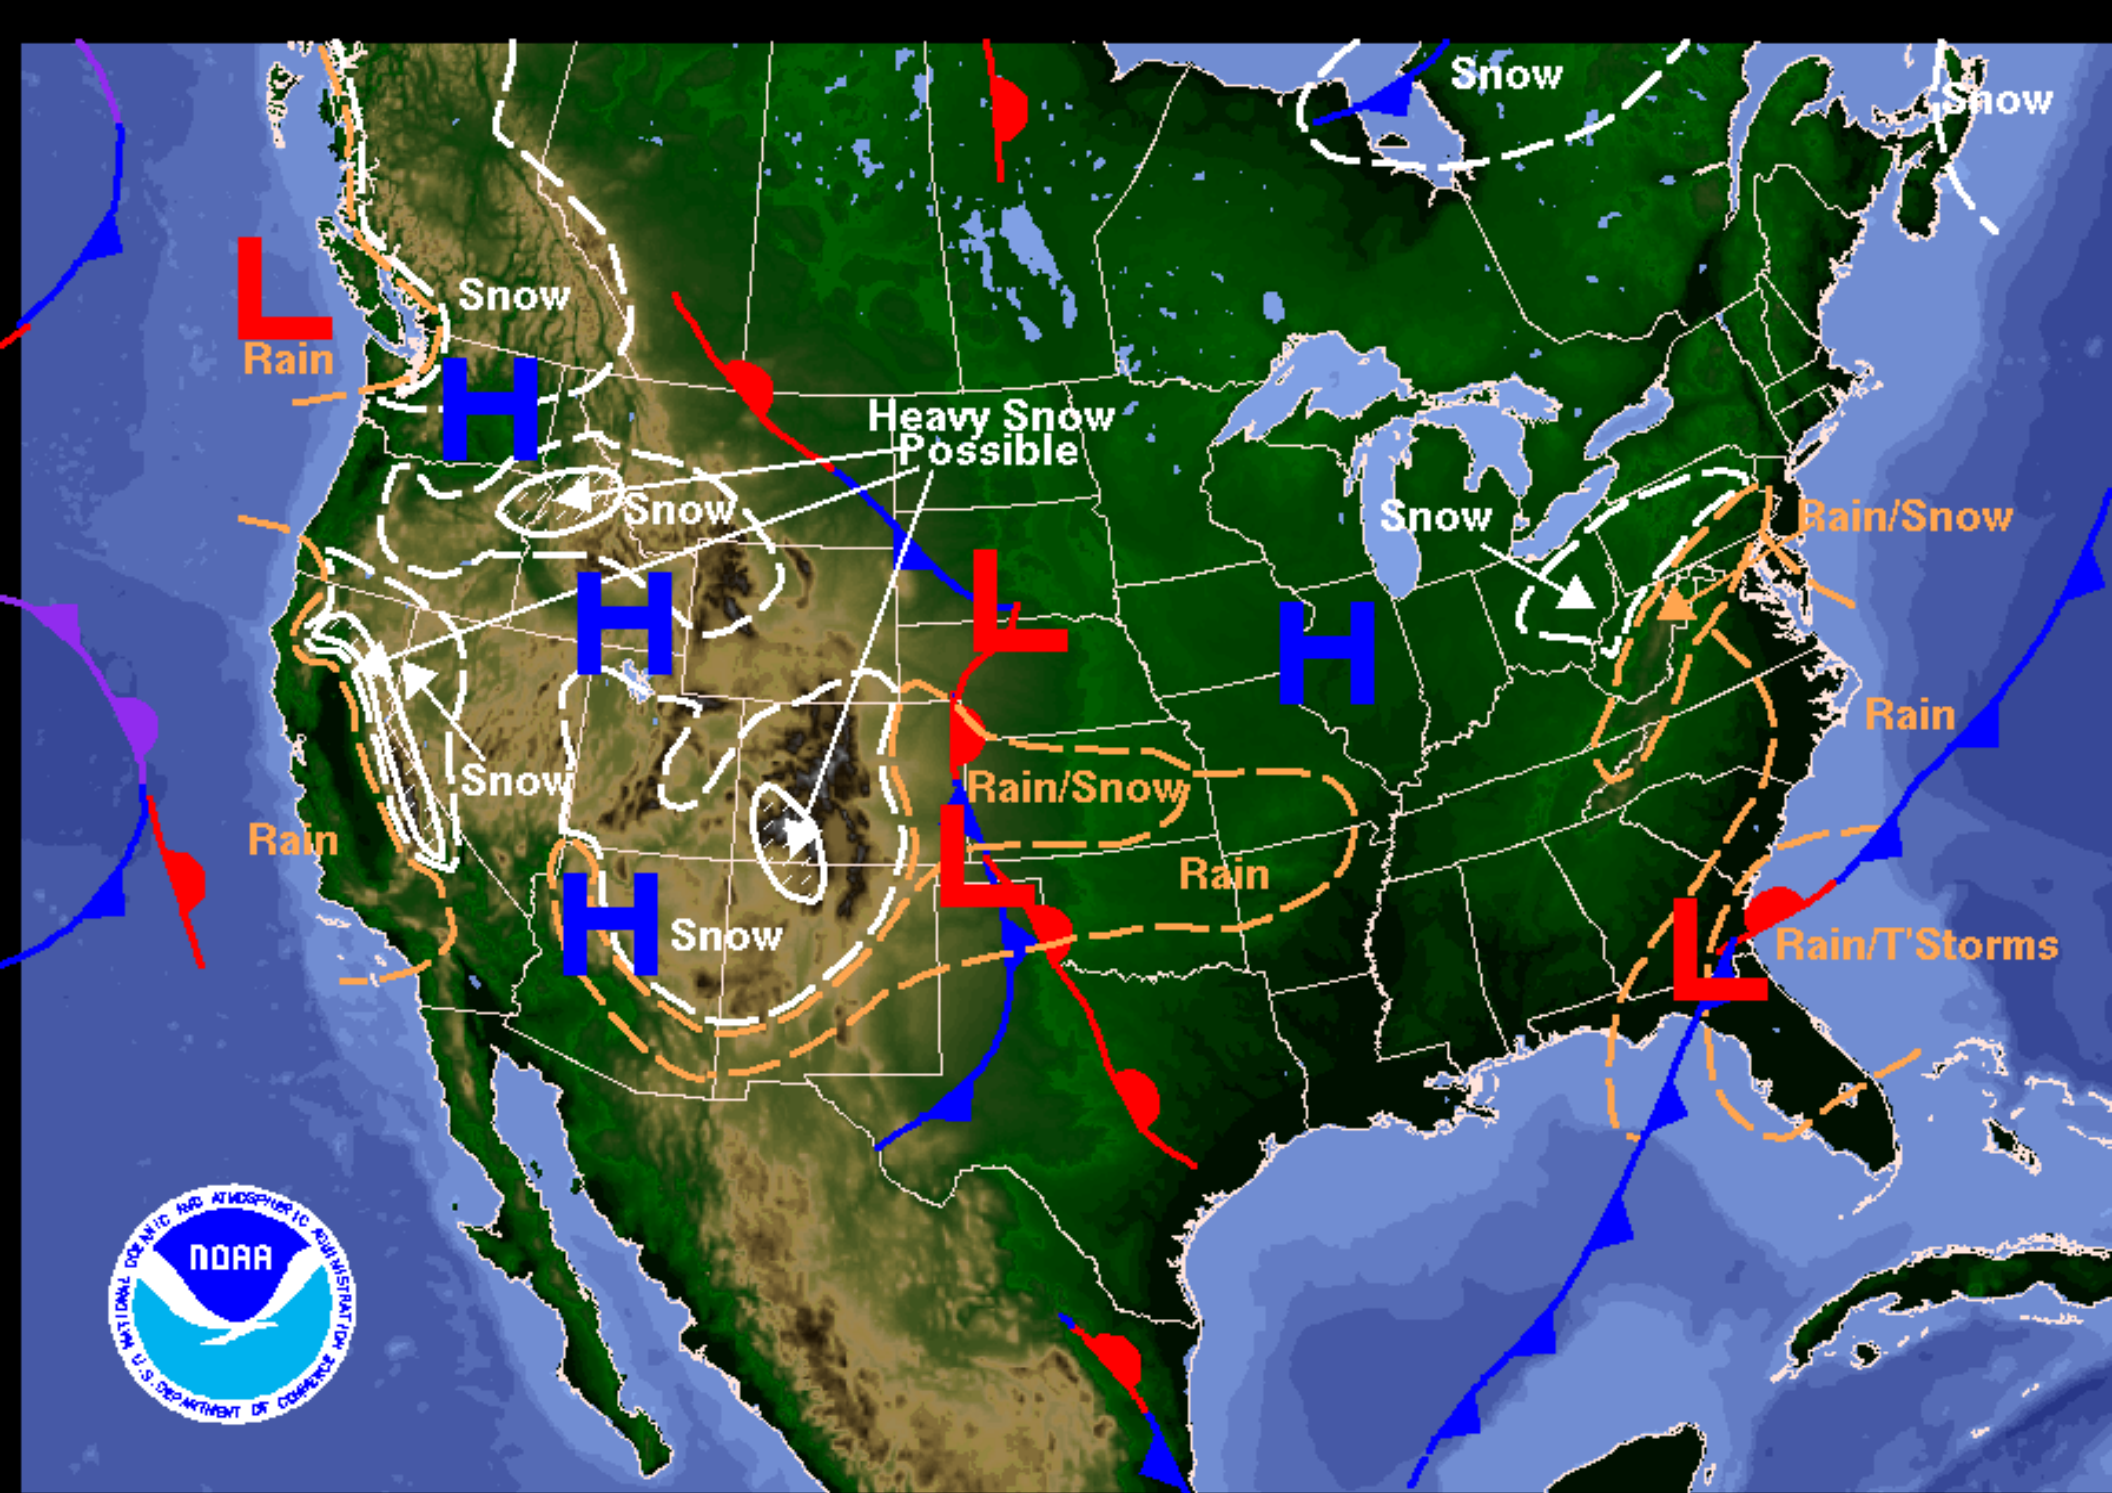 Snow
Snow
L
Snow
Rain
H
Heavy Snow
Possible
Snow
Snow
Rain/Snow
L
H
H
Rain
Snow
Rain/Snow
Rain
L
Rain
H
Snow
L
Rain/T'Storms
NATIONAL OCEANIC AND ATMOSPHERIC ADMINISTRATION
NOAA
U.S. DEPARTMENT OF COMMERCE